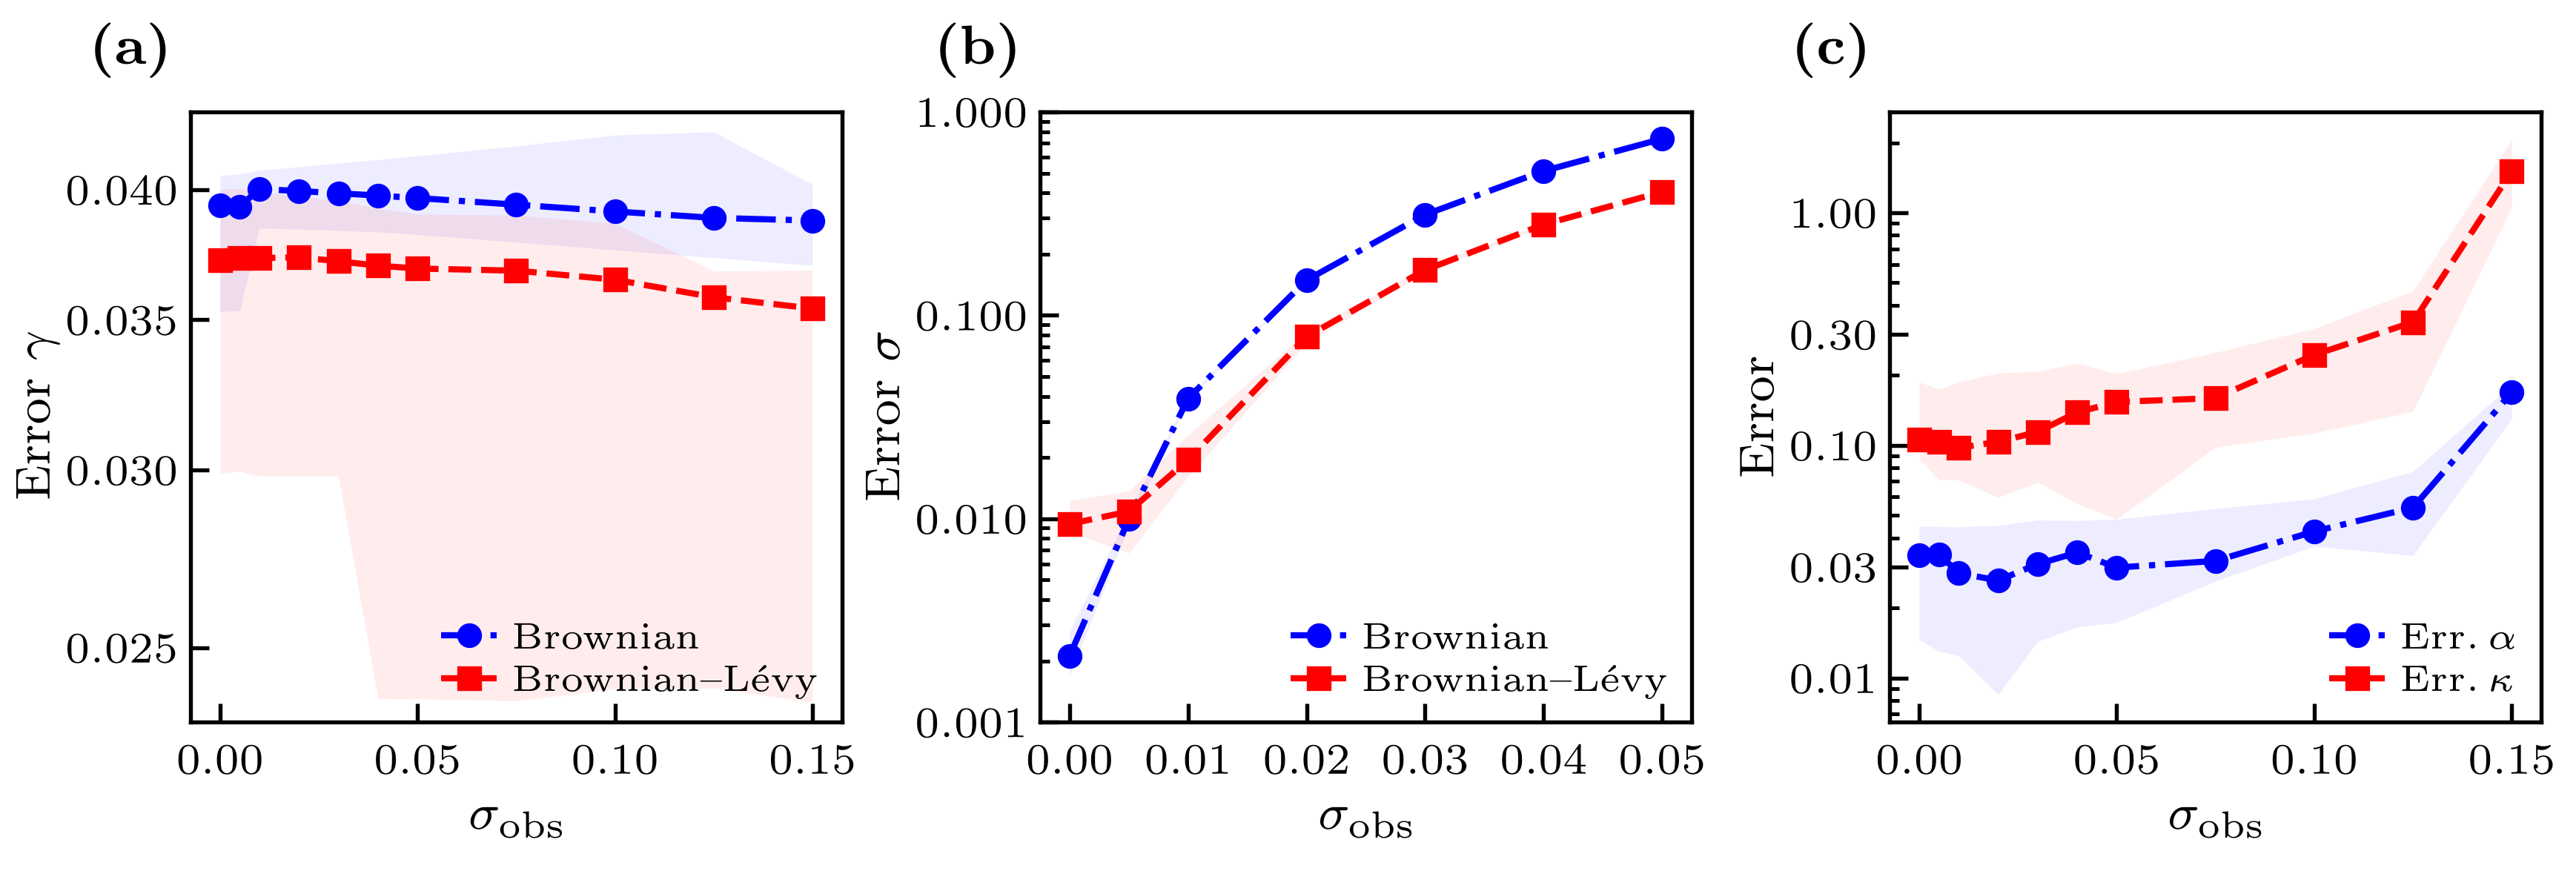 (a)
Error γ
0.040
0.035
0.030
0.025
0.00 0.05 0.10 0.15
σobs
Brownian
Brownian–Lévy
(b)
Error σ
1.000
0.100
0.010
0.001
0.00 0.01 0.02 0.03 0.04 0.05
σobs
Brownian
Brownian–Lévy
(c)
Error
1.00
0.30
0.10
0.03
0.01
0.00 0.05 0.10 0.15
σobs
Err. α
Err. κ